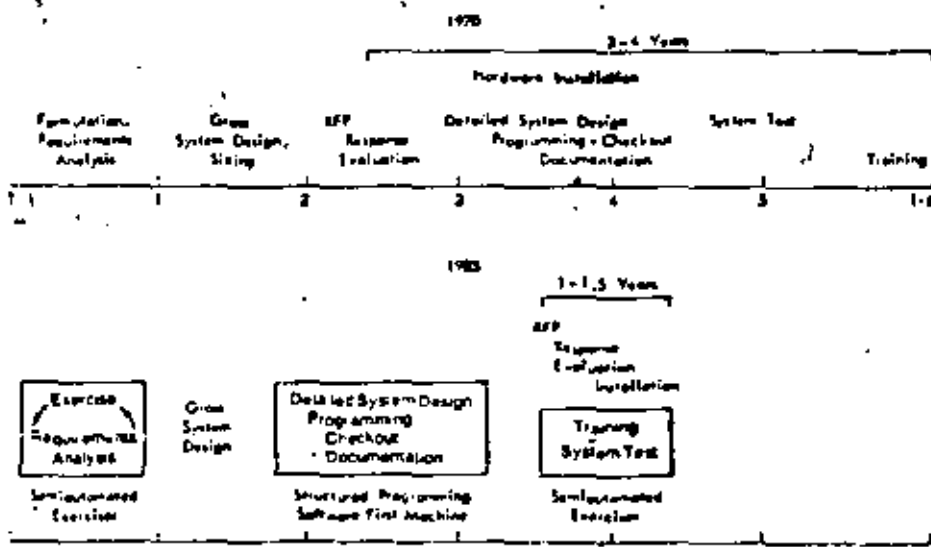 1970
3-4 Years
Hardware Installation
Formulation, Requirements Analysis
Gross System Design, Sizing
RFP Response Evaluation
Detailed System Design Programming - Checkout Documentation
System Test
Training
1 2 3 4 5
1985
1-1.5 Years
RFP
Response
Evaluation
Installation
Exercise
Requirements
Analysis
Gross
System
Design
Detailed System Design
Programming
Checkout
Documentation
Training
System Test
Semiautomated
Exerciser
Structured Programming
Software First Machine
Semiautomated
Exerciser